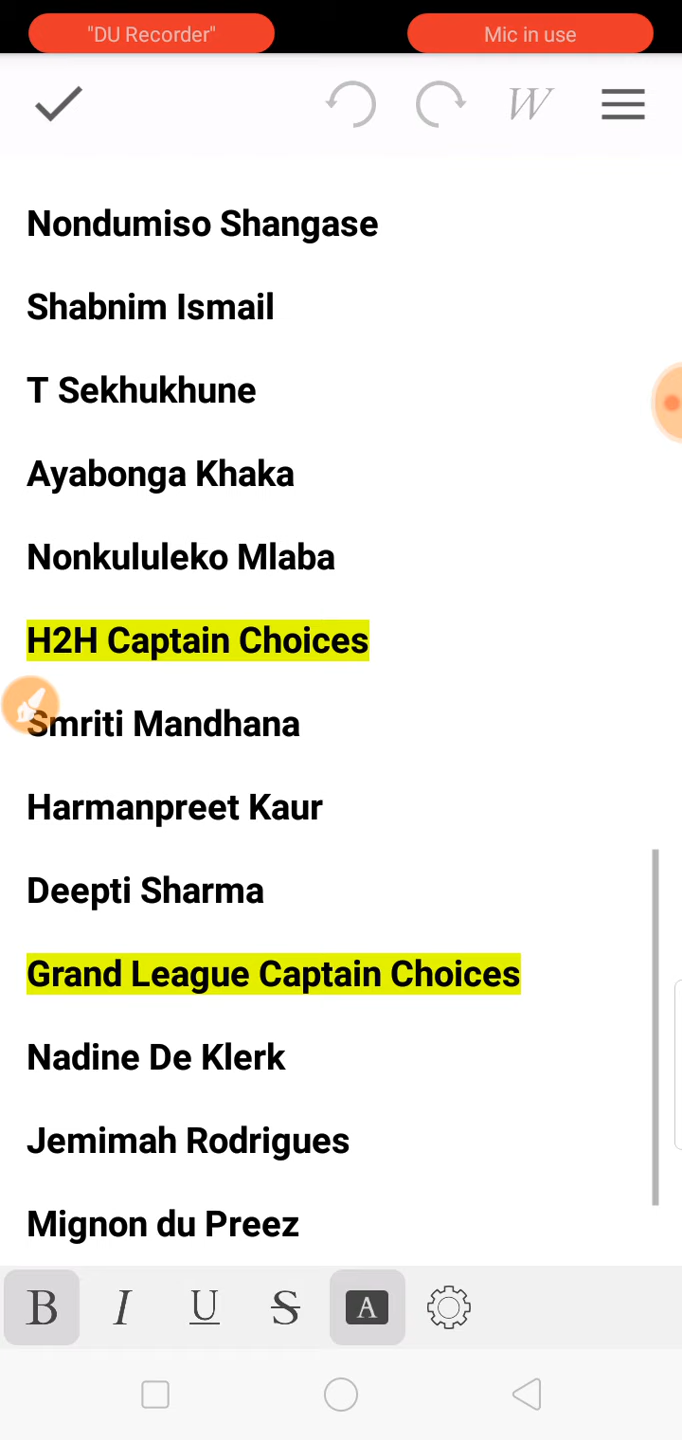 "DU Recorder" Mic in use
W
Nondumiso Shangase
Shabnim Ismail
T Sekhukhune
Ayabonga Khaka
Nonkululeko Mlaba
H2H Captain Choices
Smriti Mandhana
Harmanpreet Kaur
Deepti Sharma
Grand League Captain Choices
Nadine De Klerk
Jemimah Rodrigues
Mignon du Preez
B I U S A